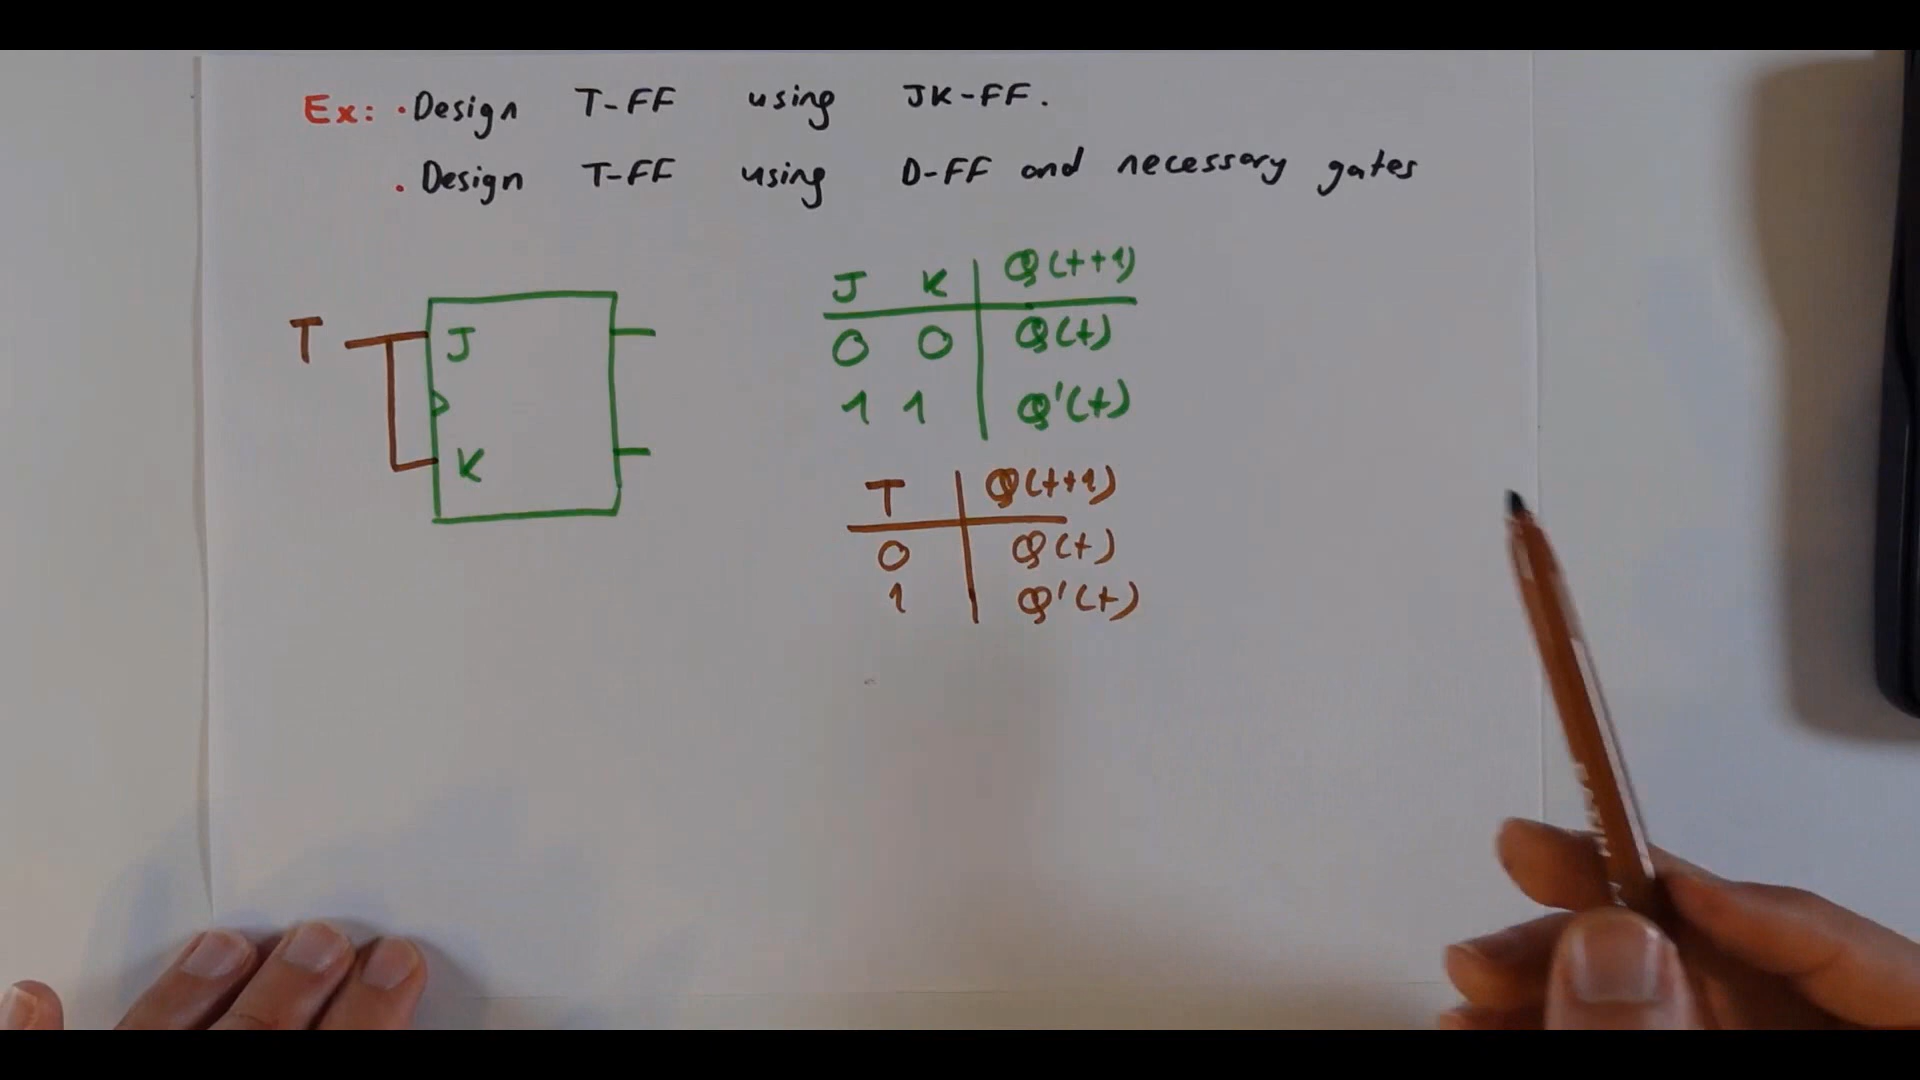 Ex: · Design T-FF using JK-FF.
· Design T-FF using D-FF and necessary gates
J K Q(t+1)
0 0 Q(t)
1 1 Q'(t)
T J
K
T Q(t+1)
0 Q(t)
1 Q'(t)